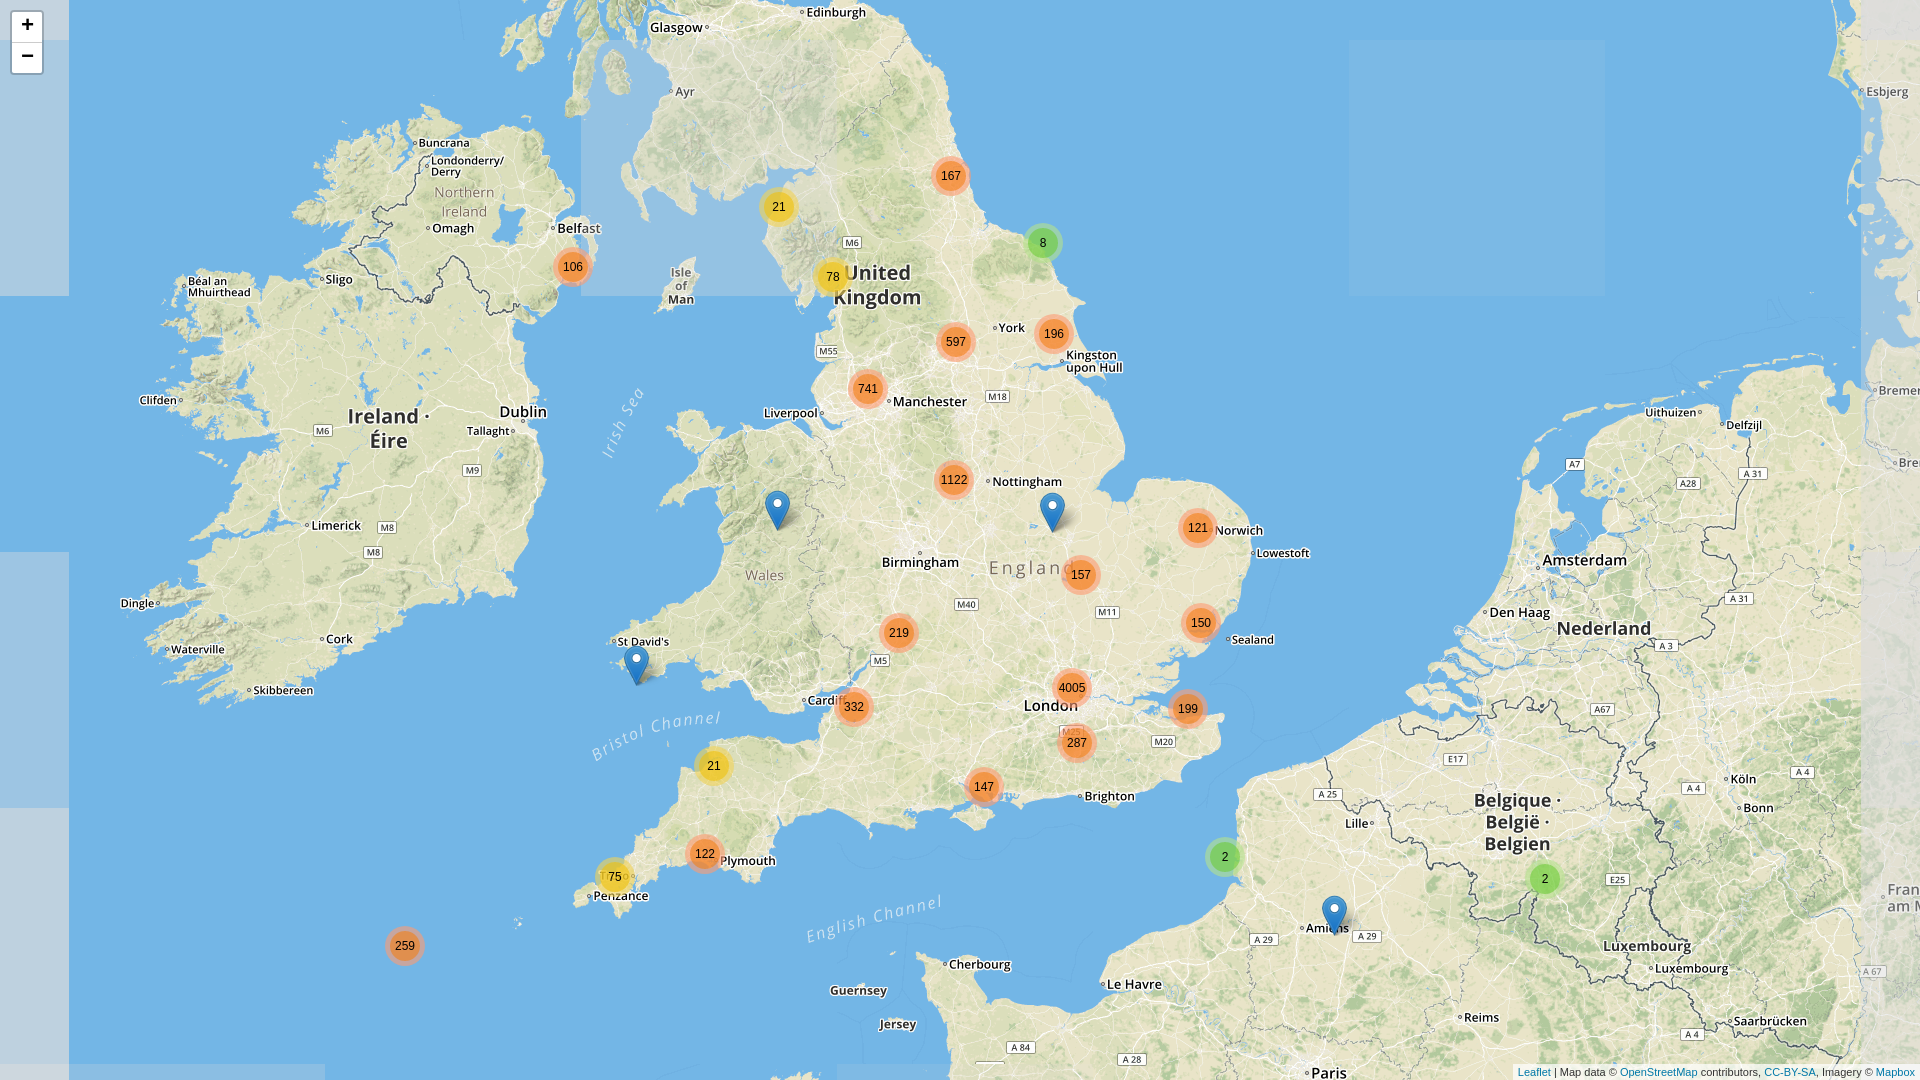 +
−
Glasgow
Edinburgh
Ayr
Esbjerg
Buncrana
Londonderry/
Derry
Northern
Ireland
Omagh
Belfast
167
21
8
106
M6
78
United
Kingdom
Isle
of
Man
Béal an
Mhuirthead
Sligo
York
196
597
Kingston
upon Hull
M55
741
Manchester
M18
Liverpool
Clifden
Dublin
Tallaght
Ireland ·
Éire
M6
M9
Irish Sea
Uithuizen
Delfzijl
Bremer
Bre
A7
A 31
A28
1122
Nottingham
Limerick
M8
M8
121
Norwich
Lowestoft
Birmingham
England
157
Wales
Amsterdam
A 31
Den Haag
Nederland
A 3
Dingle
M40
M11
150
Sealand
219
M5
Cork
Waterville
Skibbereen
St David's
Cardiff
332
4005
London
199
M25
287
M20
A67
E17
Bristol Channel
21
147
Brighton
Köln
A 4
A 4
Bonn
A 25
Lille
Belgique ·
België ·
Belgien
122
Plymouth
75
Penzance
2
2
E25
Fran
am M
English Channel
259
Amiens
A 29
A 29
Luxembourg
Luxembourg
A 67
Cherbourg
Guernsey
Le Havre
Jersey
Reims
Saarbrücken
A 84
A 28
A 4
Paris
Leaflet | Map data © OpenStreetMap contributors, CC-BY-SA, Imagery © Mapbox